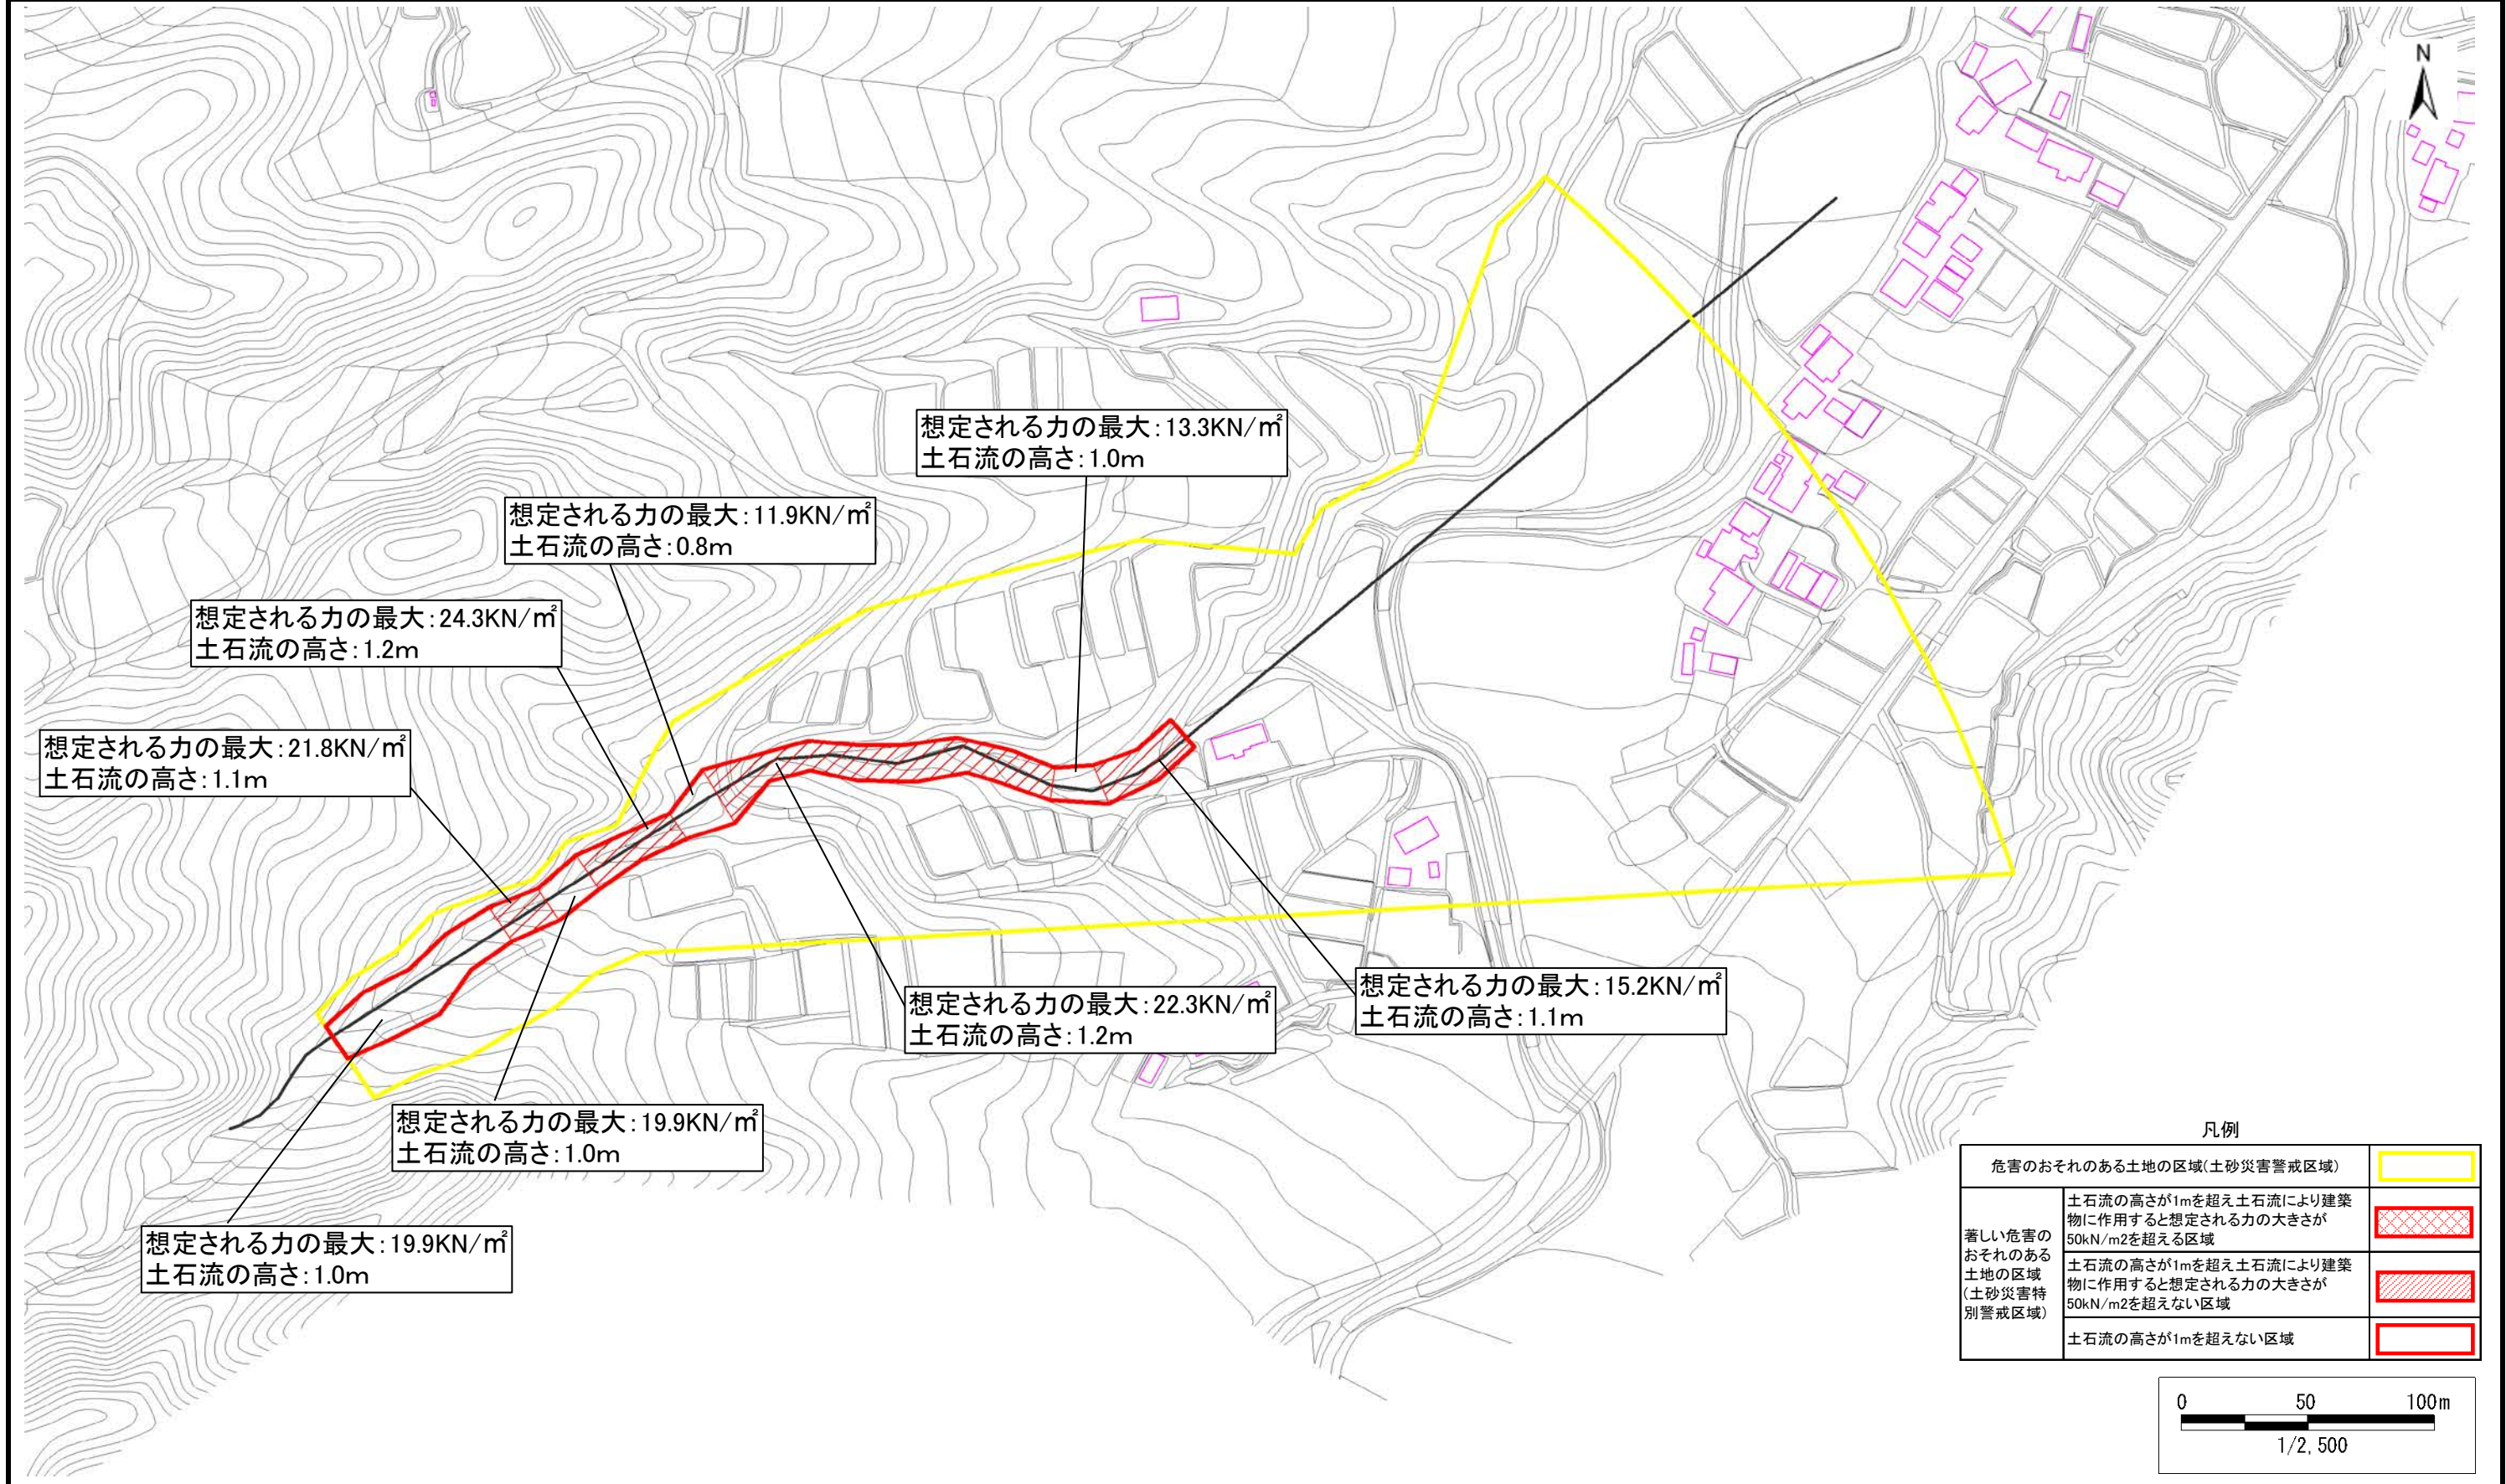 N
想定される力の最大:13.3KN/㎡
土石流の高さ:1.0m
想定される力の最大:11.9KN/㎡
土石流の高さ:0.8m
想定される力の最大:24.3KN/㎡
土石流の高さ:1.2m
想定される力の最大:21.8KN/㎡
土石流の高さ:1.1m
想定される力の最大:22.3KN/㎡
土石流の高さ:1.2m
想定される力の最大:15.2KN/㎡
土石流の高さ:1.1m
想定される力の最大:19.9KN/㎡
土石流の高さ:1.0m
想定される力の最大:19.9KN/㎡
土石流の高さ:1.0m
凡例
危害のおそれのある土地の区域(土砂災害警戒区域)
著しい危害の
おそれのある
土地の区域
(土砂災害特
別警戒区域)
土石流の高さが1mを超え土石流により建築
物に作用すると想定される力の大きさが
50kN/m2を超える区域
土石流の高さが1mを超え土石流により建築
物に作用すると想定される力の大きさが
50kN/m2を超えない区域
土石流の高さが1mを超えない区域
0 50 100m
1/2,500